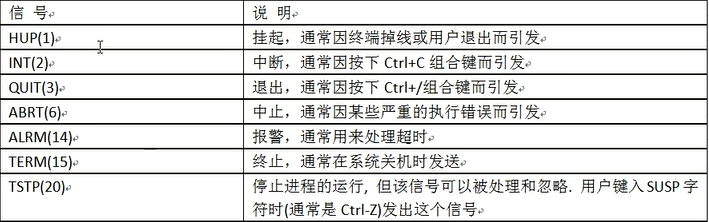 信 号 说 明
HUP(1) 挂起，通常因终端掉线或用户退出而引发
INT(2) 中断，通常因按下 Ctrl+C 组合键而引发
QUIT(3) 退出，通常因按下 Ctrl+/组合键而引发
ABRT(6) 中止，通常因某些严重的执行错误而引发
ALRM(14) 报警，通常用来处理超时
TERM(15) 终止，通常在系统关机时发送
TSTP(20) 停止进程的运行, 但该信号可以被处理和忽略. 用户键入 SUSP 字
符时(通常是 Ctrl-Z)发出这个信号